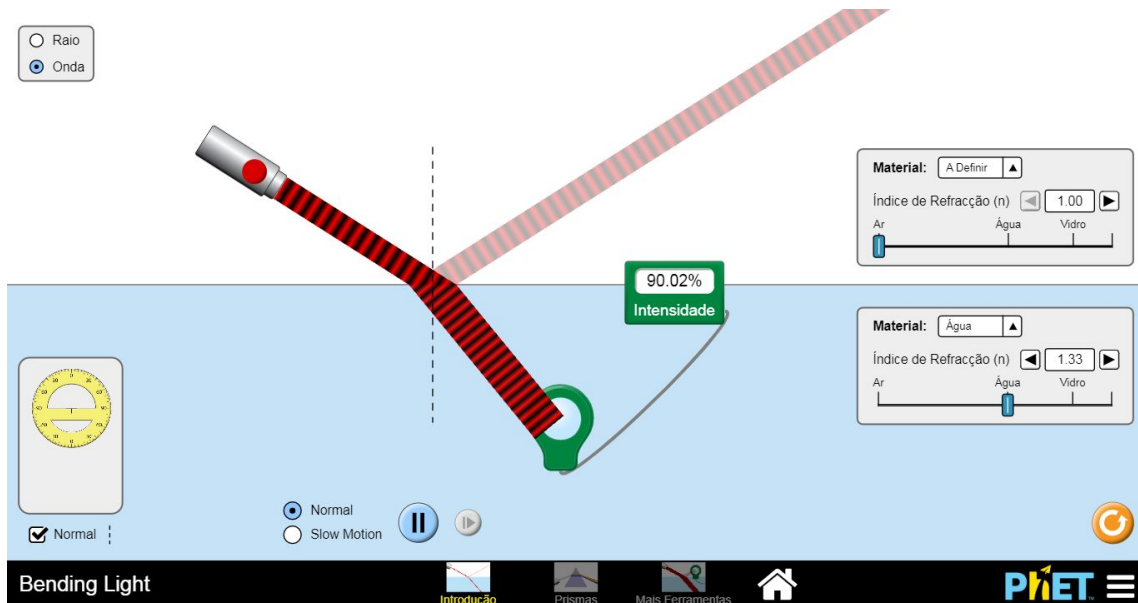 Raio
Onda
Material: A Definir
Índice de Refracção (n) 1.00
Ar Água Vidro
90.02%
Intensidade
Material: Água
Índice de Refracção (n) 1.33
Ar Água Vidro
Normal
Normal
Slow Motion
Bending Light
Introdução
Prismas
Mais Ferramentas
PhET